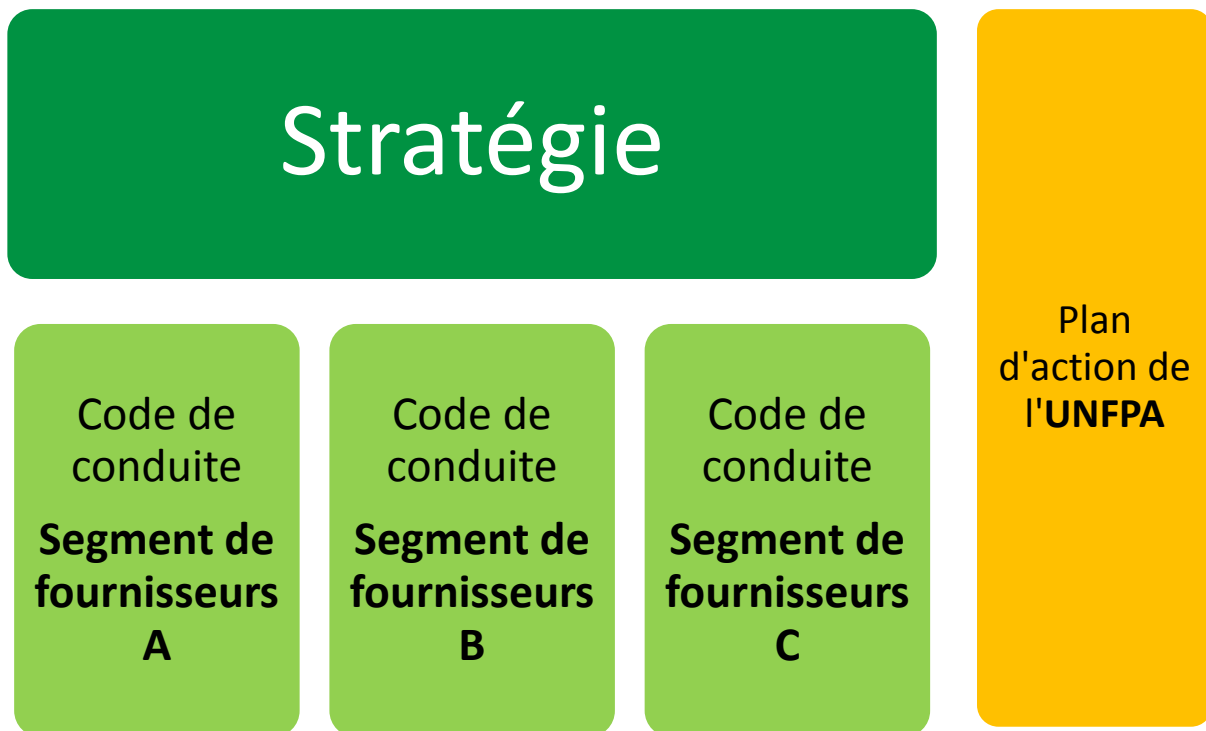 Stratégie
Code de
conduite
Segment de
fournisseurs
A
Code de
conduite
Segment de
fournisseurs
B
Code de
conduite
Segment de
fournisseurs
C
Plan
d'action de
l'UNFPA